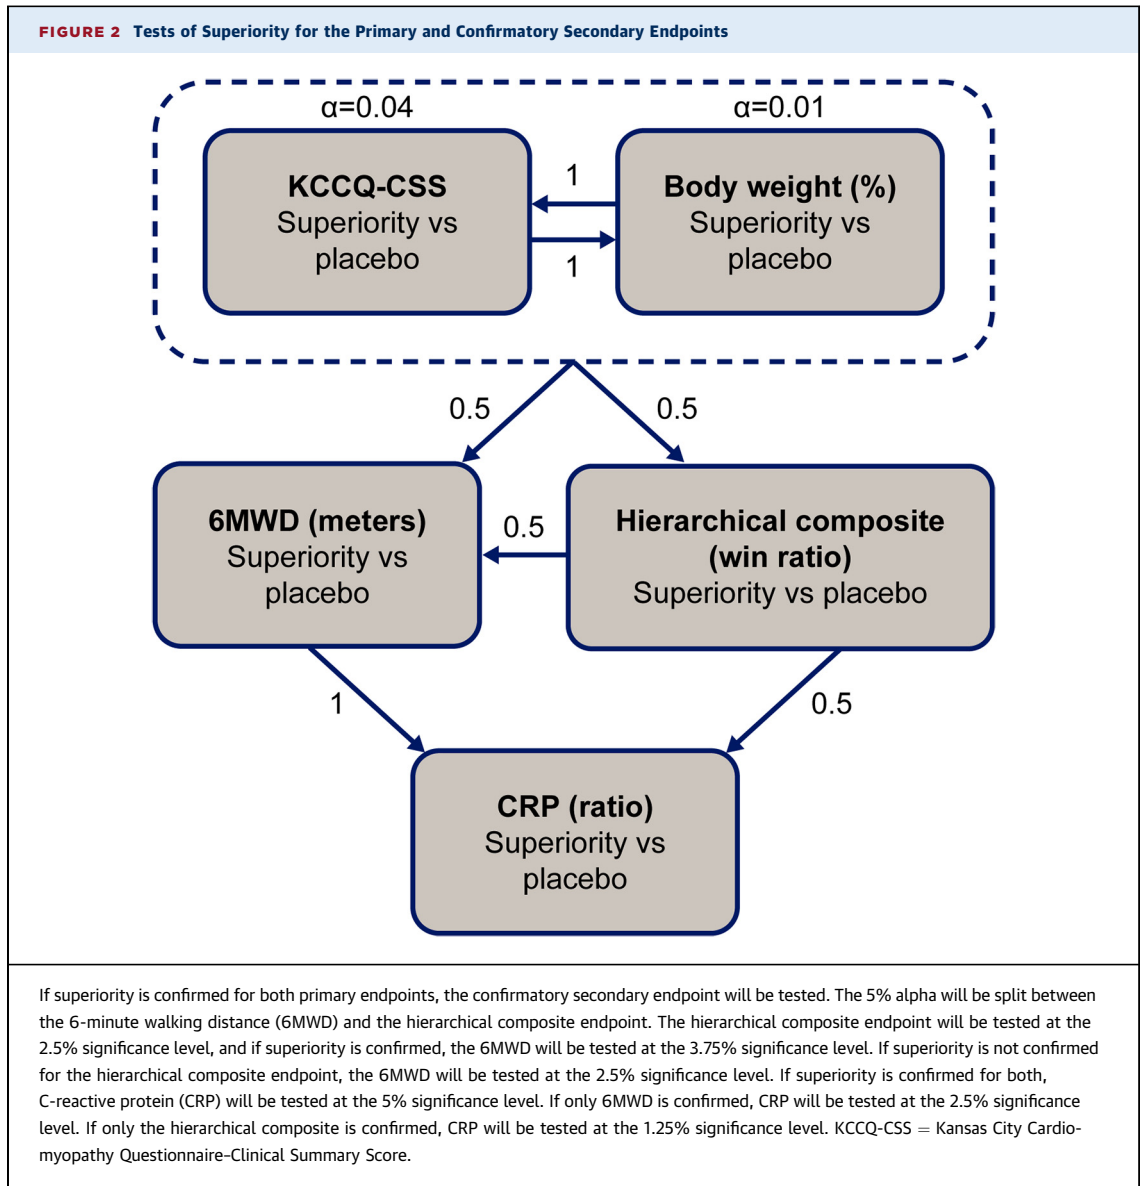 FIGURE 2 Tests of Superiority for the Primary and Confirmatory Secondary Endpoints
α=0.04
α=0.01
KCCQ-CSS
Superiority vs
placebo
1
1
Body weight (%)
Superiority vs
placebo
0.5
0.5
6MWD (meters)
Superiority vs
placebo
0.5
Hierarchical composite
(win ratio)
Superiority vs placebo
1
0.5
CRP (ratio)
Superiority vs
placebo
If superiority is confirmed for both primary endpoints, the confirmatory secondary endpoint will be tested. The 5% alpha will be split between
the 6-minute walking distance (6MWD) and the hierarchical composite endpoint. The hierarchical composite endpoint will be tested at the
2.5% significance level, and if superiority is confirmed, the 6MWD will be tested at the 3.75% significance level. If superiority is not confirmed
for the hierarchical composite endpoint, the 6MWD will be tested at the 2.5% significance level. If superiority is confirmed for both,
C-reactive protein (CRP) will be tested at the 5% significance level. If only 6MWD is confirmed, CRP will be tested at the 2.5% significance
level. If only the hierarchical composite is confirmed, CRP will be tested at the 1.25% significance level. KCCQ-CSS = Kansas City Cardio-
myopathy Questionnaire-Clinical Summary Score.